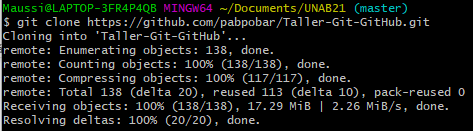 Maussi@LAPTOP-3FR4P4QB MINGW64 ~/Documents/UNAB21 (master)
$ git clone https://github.com/pabpobar/Taller-Git-GitHub.git
Cloning into 'Taller-Git-GitHub'...
remote: Enumerating objects: 138, done.
remote: Counting objects: 100% (138/138), done.
remote: Compressing objects: 100% (117/117), done.
remote: Total 138 (delta 20), reused 113 (delta 10), pack-reused 0
Receiving objects: 100% (138/138), 17.29 MiB | 2.26 MiB/s, done.
Resolving deltas: 100% (20/20), done.